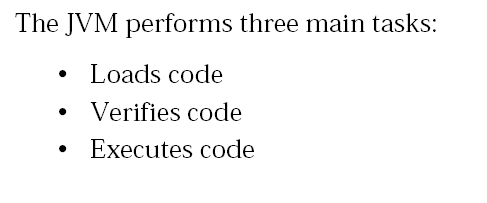 The JVM performs three main tasks:
• Loads code
• Verifies code
• Executes code